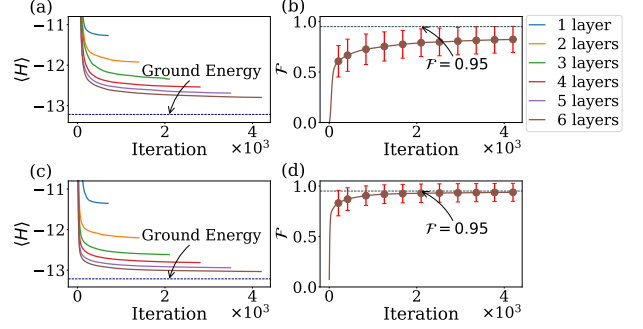 (a)
−11
−12
−13
⟨H⟩
Ground Energy
0
2
4
Iteration
×10³
(b)
1.0
0.5
0.0
ℱ
ℱ = 0.95
0
2
4
Iteration
×10³
1 layer
2 layers
3 layers
4 layers
5 layers
6 layers
(c)
−11
−12
−13
⟨H⟩
Ground Energy
0
2
4
Iteration
×10³
(d)
1.0
0.5
0.0
ℱ
ℱ = 0.95
0
2
4
Iteration
×10³